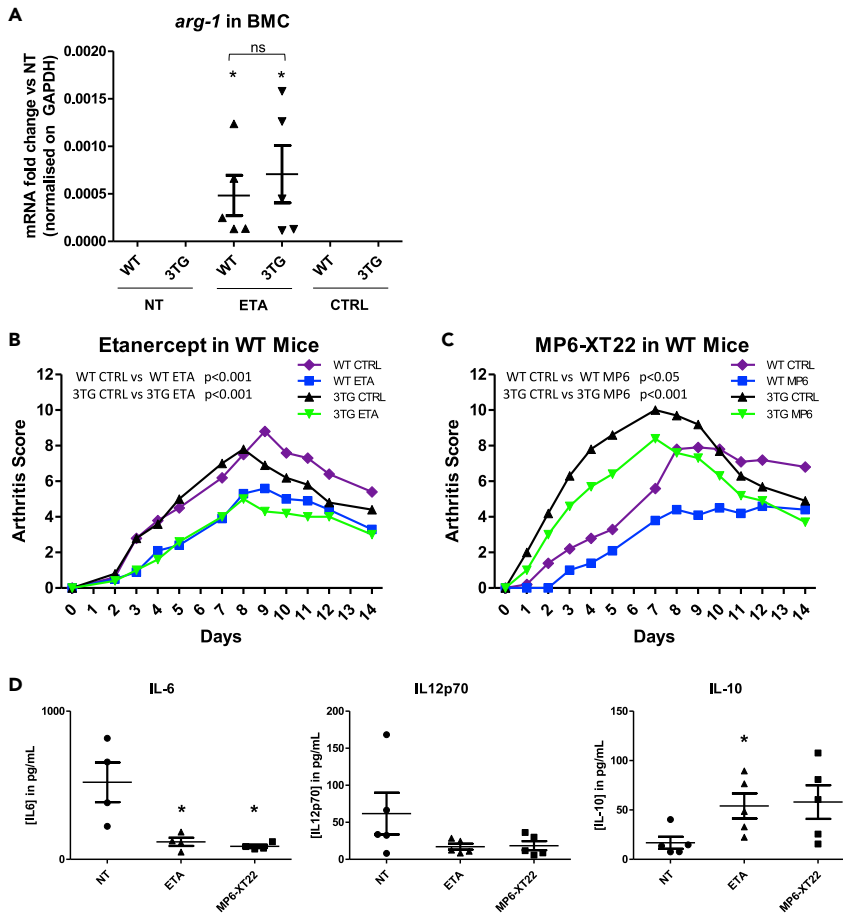 A
arg-1 in BMC
mRNA fold change vs NT
(normalised on GAPDH)
0.0020
0.0015
0.0010
0.0005
0.0000
ns
* *
WT 3TG WT 3TG WT 3TG
NT ETA CTRL
B
Etanercept in WT Mice
WT CTRL vs WT ETA p<0.001
3TG CTRL vs 3TG ETA p<0.001
WT CTRL
WT ETA
3TG CTRL
3TG ETA
Arthritis Score
12
10
8
6
4
2
0
0 1 2 3 4 5 6 7 8 9 10 11 12 13 14
Days
C
MP6-XT22 in WT Mice
WT CTRL vs WT MP6 p<0.05
3TG CTRL vs 3TG MP6 p<0.001
WT CTRL
WT MP6
3TG CTRL
3TG MP6
Arthritis Score
12
10
8
6
4
2
0
0 1 2 3 4 5 6 7 8 9 10 11 12 13 14
Days
D
IL-6
[IL6] in pg/mL
1000
500
0
* *
NT ETA MP6-XT22
IL12p70
[IL12p70] in pg/mL
200
150
100
50
0
NT ETA MP6-XT22
IL-10
[IL-10] in pg/mL
150
100
50
0
*
NT ETA MP6-XT22